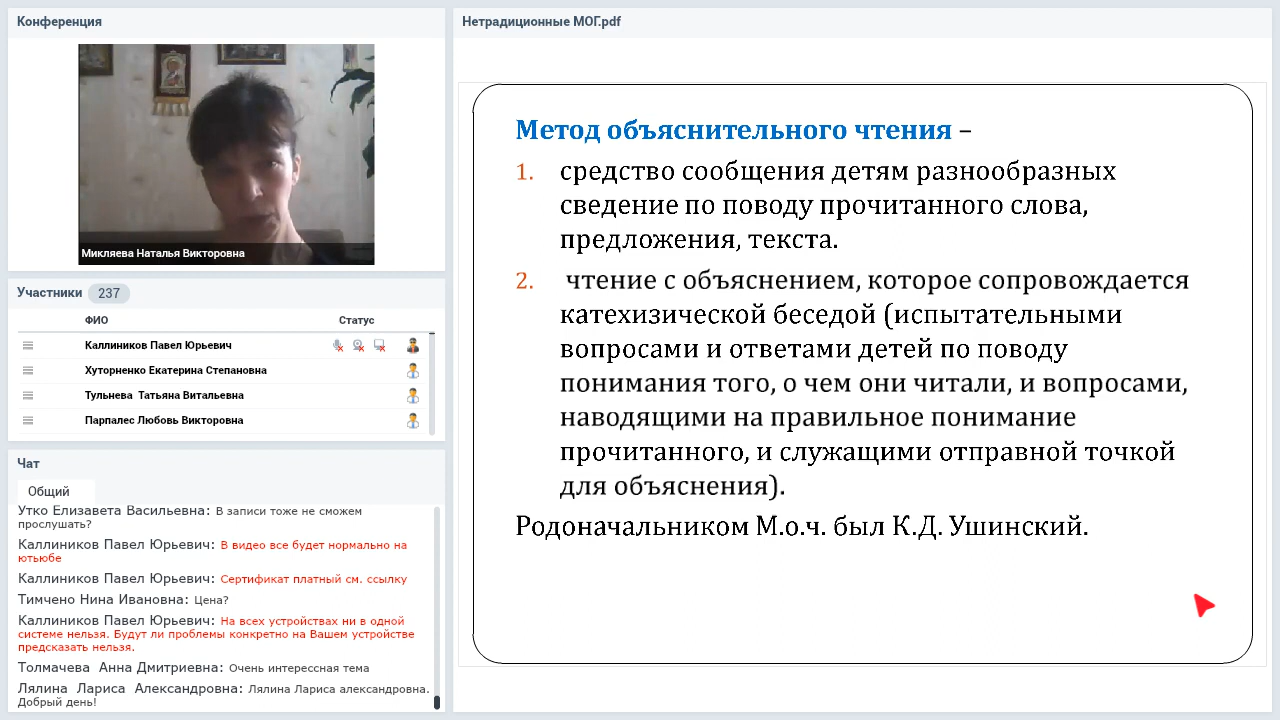 Конференция
Микляева Наталья Викторовна
Участники 237
ФИО Статус
Каллиников Павел Юрьевич
Хуторненко Екатерина Степановна
Тульнева Татьяна Витальевна
Парпалес Любовь Викторовна
Чат
Общий
Утко Елизавета Васильевна: В записи тоже не сможем
прослушать?
Каллиников Павел Юрьевич: В видео все будет нормально на
ютьюбе
Каллиников Павел Юрьевич: Сертификат платный см. ссылку
Тимчено Нина Ивановна: Цена?
Каллиников Павел Юрьевич: На всех устройствах ни в одной
системе нельзя. Будут ли проблемы конкретно на Вашем устройстве
предсказать нельзя.
Толмачева Анна Дмитриевна: Очень интерессная тема
Лялина Лариса Александровна: Лялина Лариса александровна.
Добрый день!
Нетрадиционные МОГ.pdf
Метод объяснительного чтения –
1. средство сообщения детям разнообразных
сведение по поводу прочитанного слова,
предложения, текста.
2. чтение с объяснением, которое сопровождается
катехизической беседой (испытательными
вопросами и ответами детей по поводу
понимания того, о чем они читали, и вопросами,
наводящими на правильное понимание
прочитанного, и служащими отправной точкой
для объяснения).
Родоначальником М.о.ч. был К.Д. Ушинский.